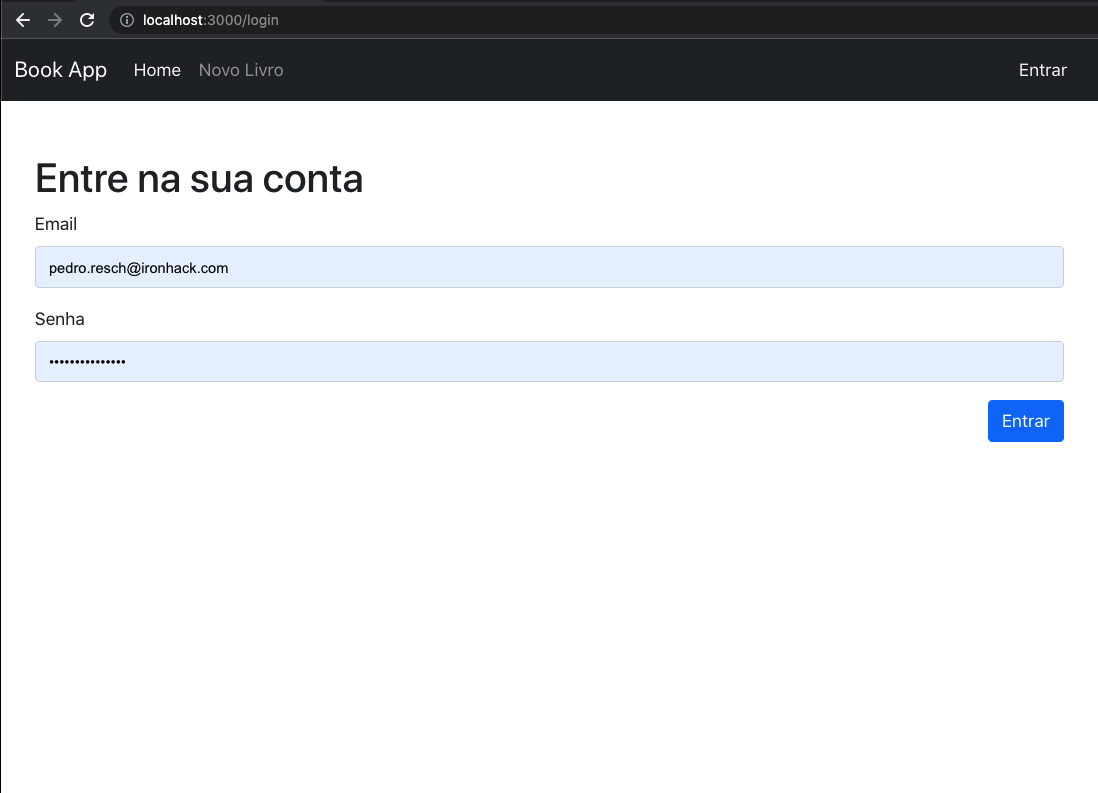 localhost:3000/login
Book App Home Novo Livro Entrar
Entre na sua conta
Email
pedro.resch@ironhack.com
Senha
•••••••••••••••
Entrar